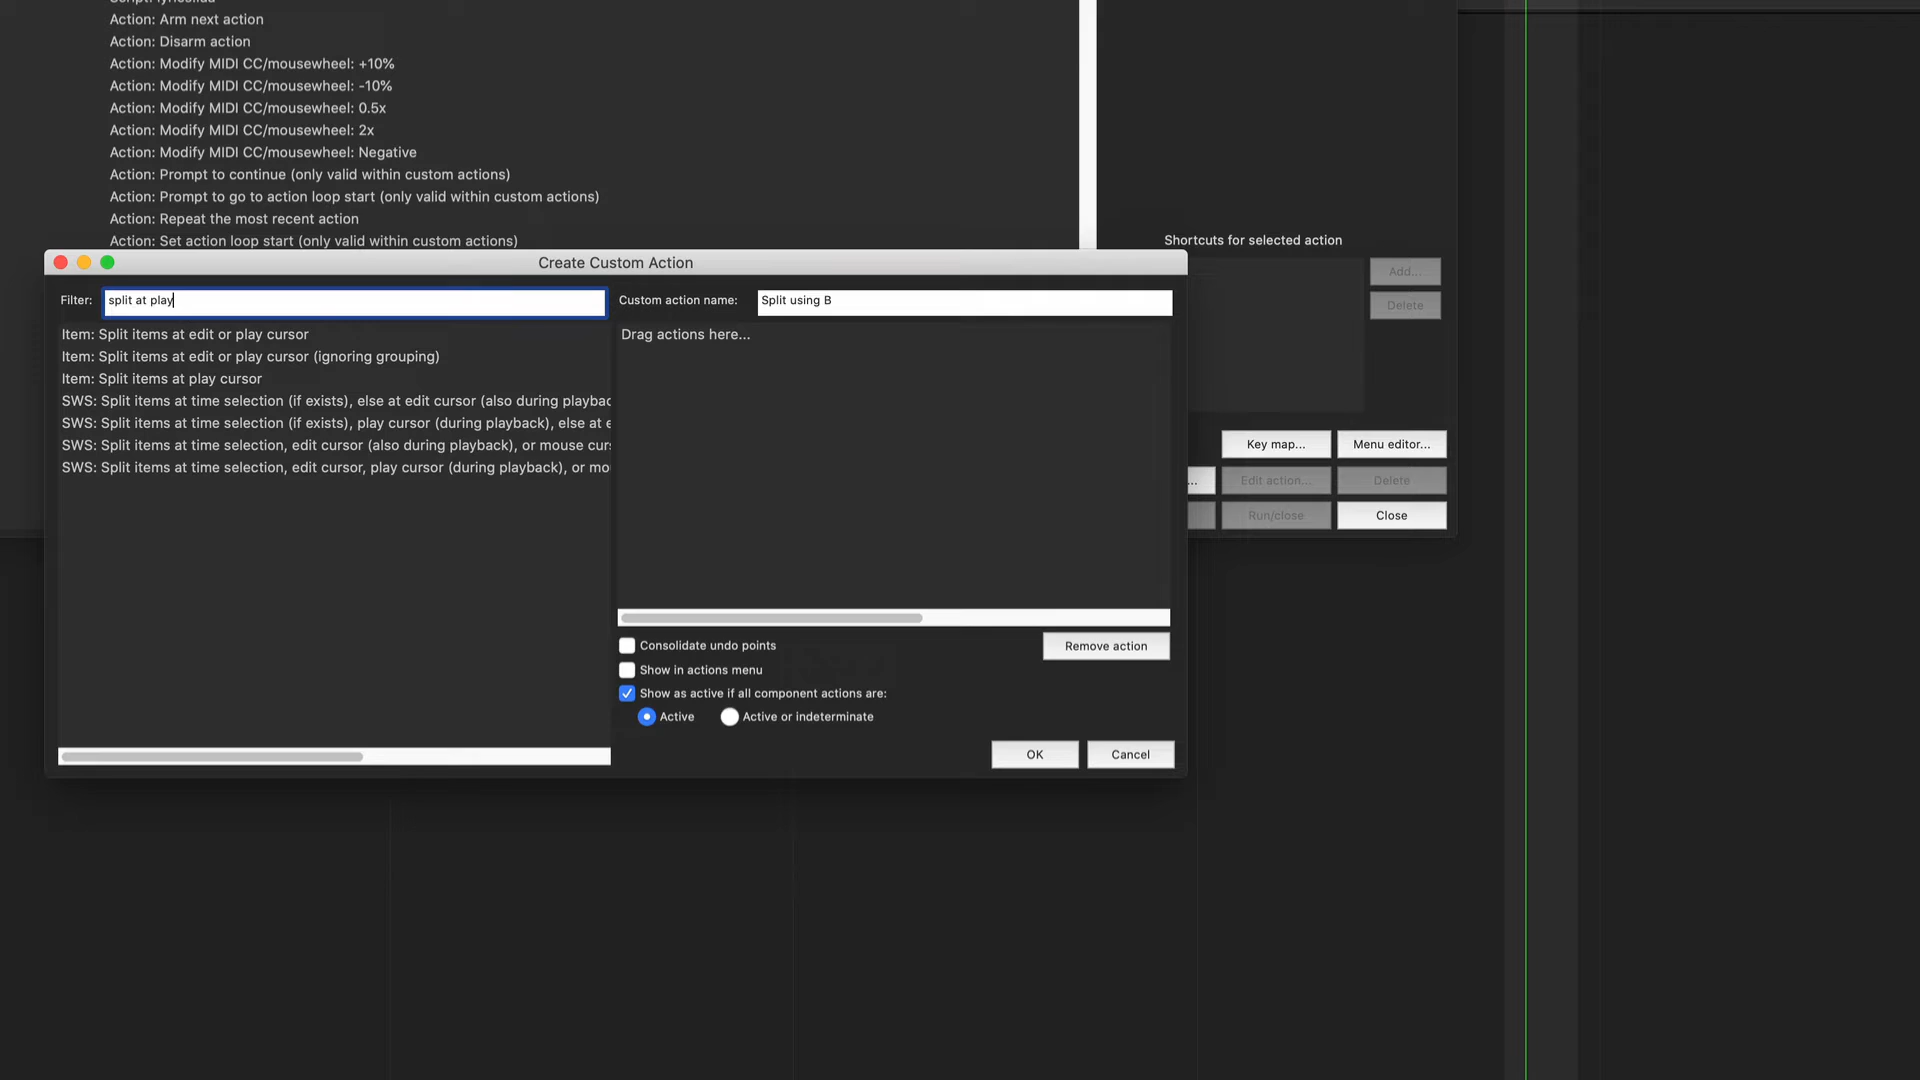 Action: Arm next action
Action: Disarm action
Action: Modify MIDI CC/mousewheel: +10%
Action: Modify MIDI CC/mousewheel: -10%
Action: Modify MIDI CC/mousewheel: 0.5x
Action: Modify MIDI CC/mousewheel: 2x
Action: Modify MIDI CC/mousewheel: Negative
Action: Prompt to continue (only valid within custom actions)
Action: Prompt to go to action loop start (only valid within custom actions)
Action: Repeat the most recent action
Action: Set action loop start (only valid within custom actions)
Shortcuts for selected action
Add...
Delete
Create Custom Action
Filter: split at play
Custom action name: Split using B
Item: Split items at edit or play cursor
Item: Split items at edit or play cursor (ignoring grouping)
Item: Split items at play cursor
SWS: Split items at time selection (if exists), else at edit cursor (also during playbac
SWS: Split items at time selection (if exists), play cursor (during playback), else at e
SWS: Split items at time selection, edit cursor (also during playback), or mouse cur
SWS: Split items at time selection, edit cursor, play cursor (during playback), or mo
Drag actions here...
Key map... Menu editor...
... Edit action... Delete
Run/close Close
Consolidate undo points
Remove action
Show in actions menu
Show as active if all component actions are:
Active Active or indeterminate
OK Cancel